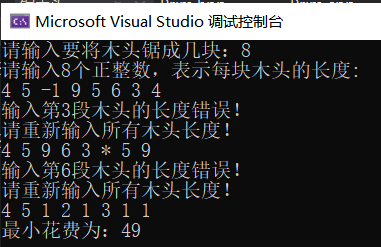 Microsoft Visual Studio 调试控制台
请输入要将木头锯成几块：8
请输入8个正整数，表示每块木头的长度：
4 5 -1 9 5 6 3 4
输入第3段木头的长度错误！
请重新输入所有木头长度！
4 5 9 6 3 * 5 9
输入第6段木头的长度错误！
请重新输入所有木头长度！
4 5 1 2 1 3 1 1
最小花费为：49